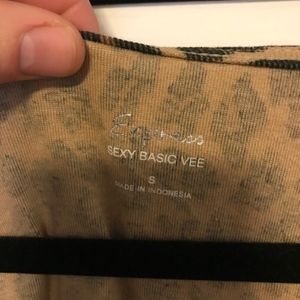 Express
SEXY BASIC VEE
S
MADE IN INDONESIA